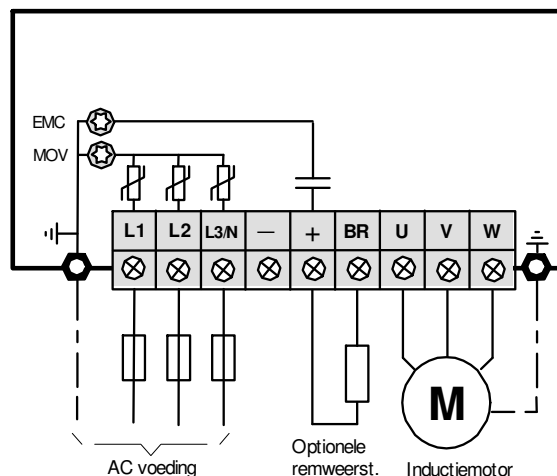 EMC
MOV
L1 L2 L3/N — + BR U V W
M
AC voeding
Optionele
remweerst.
Inductiemotor